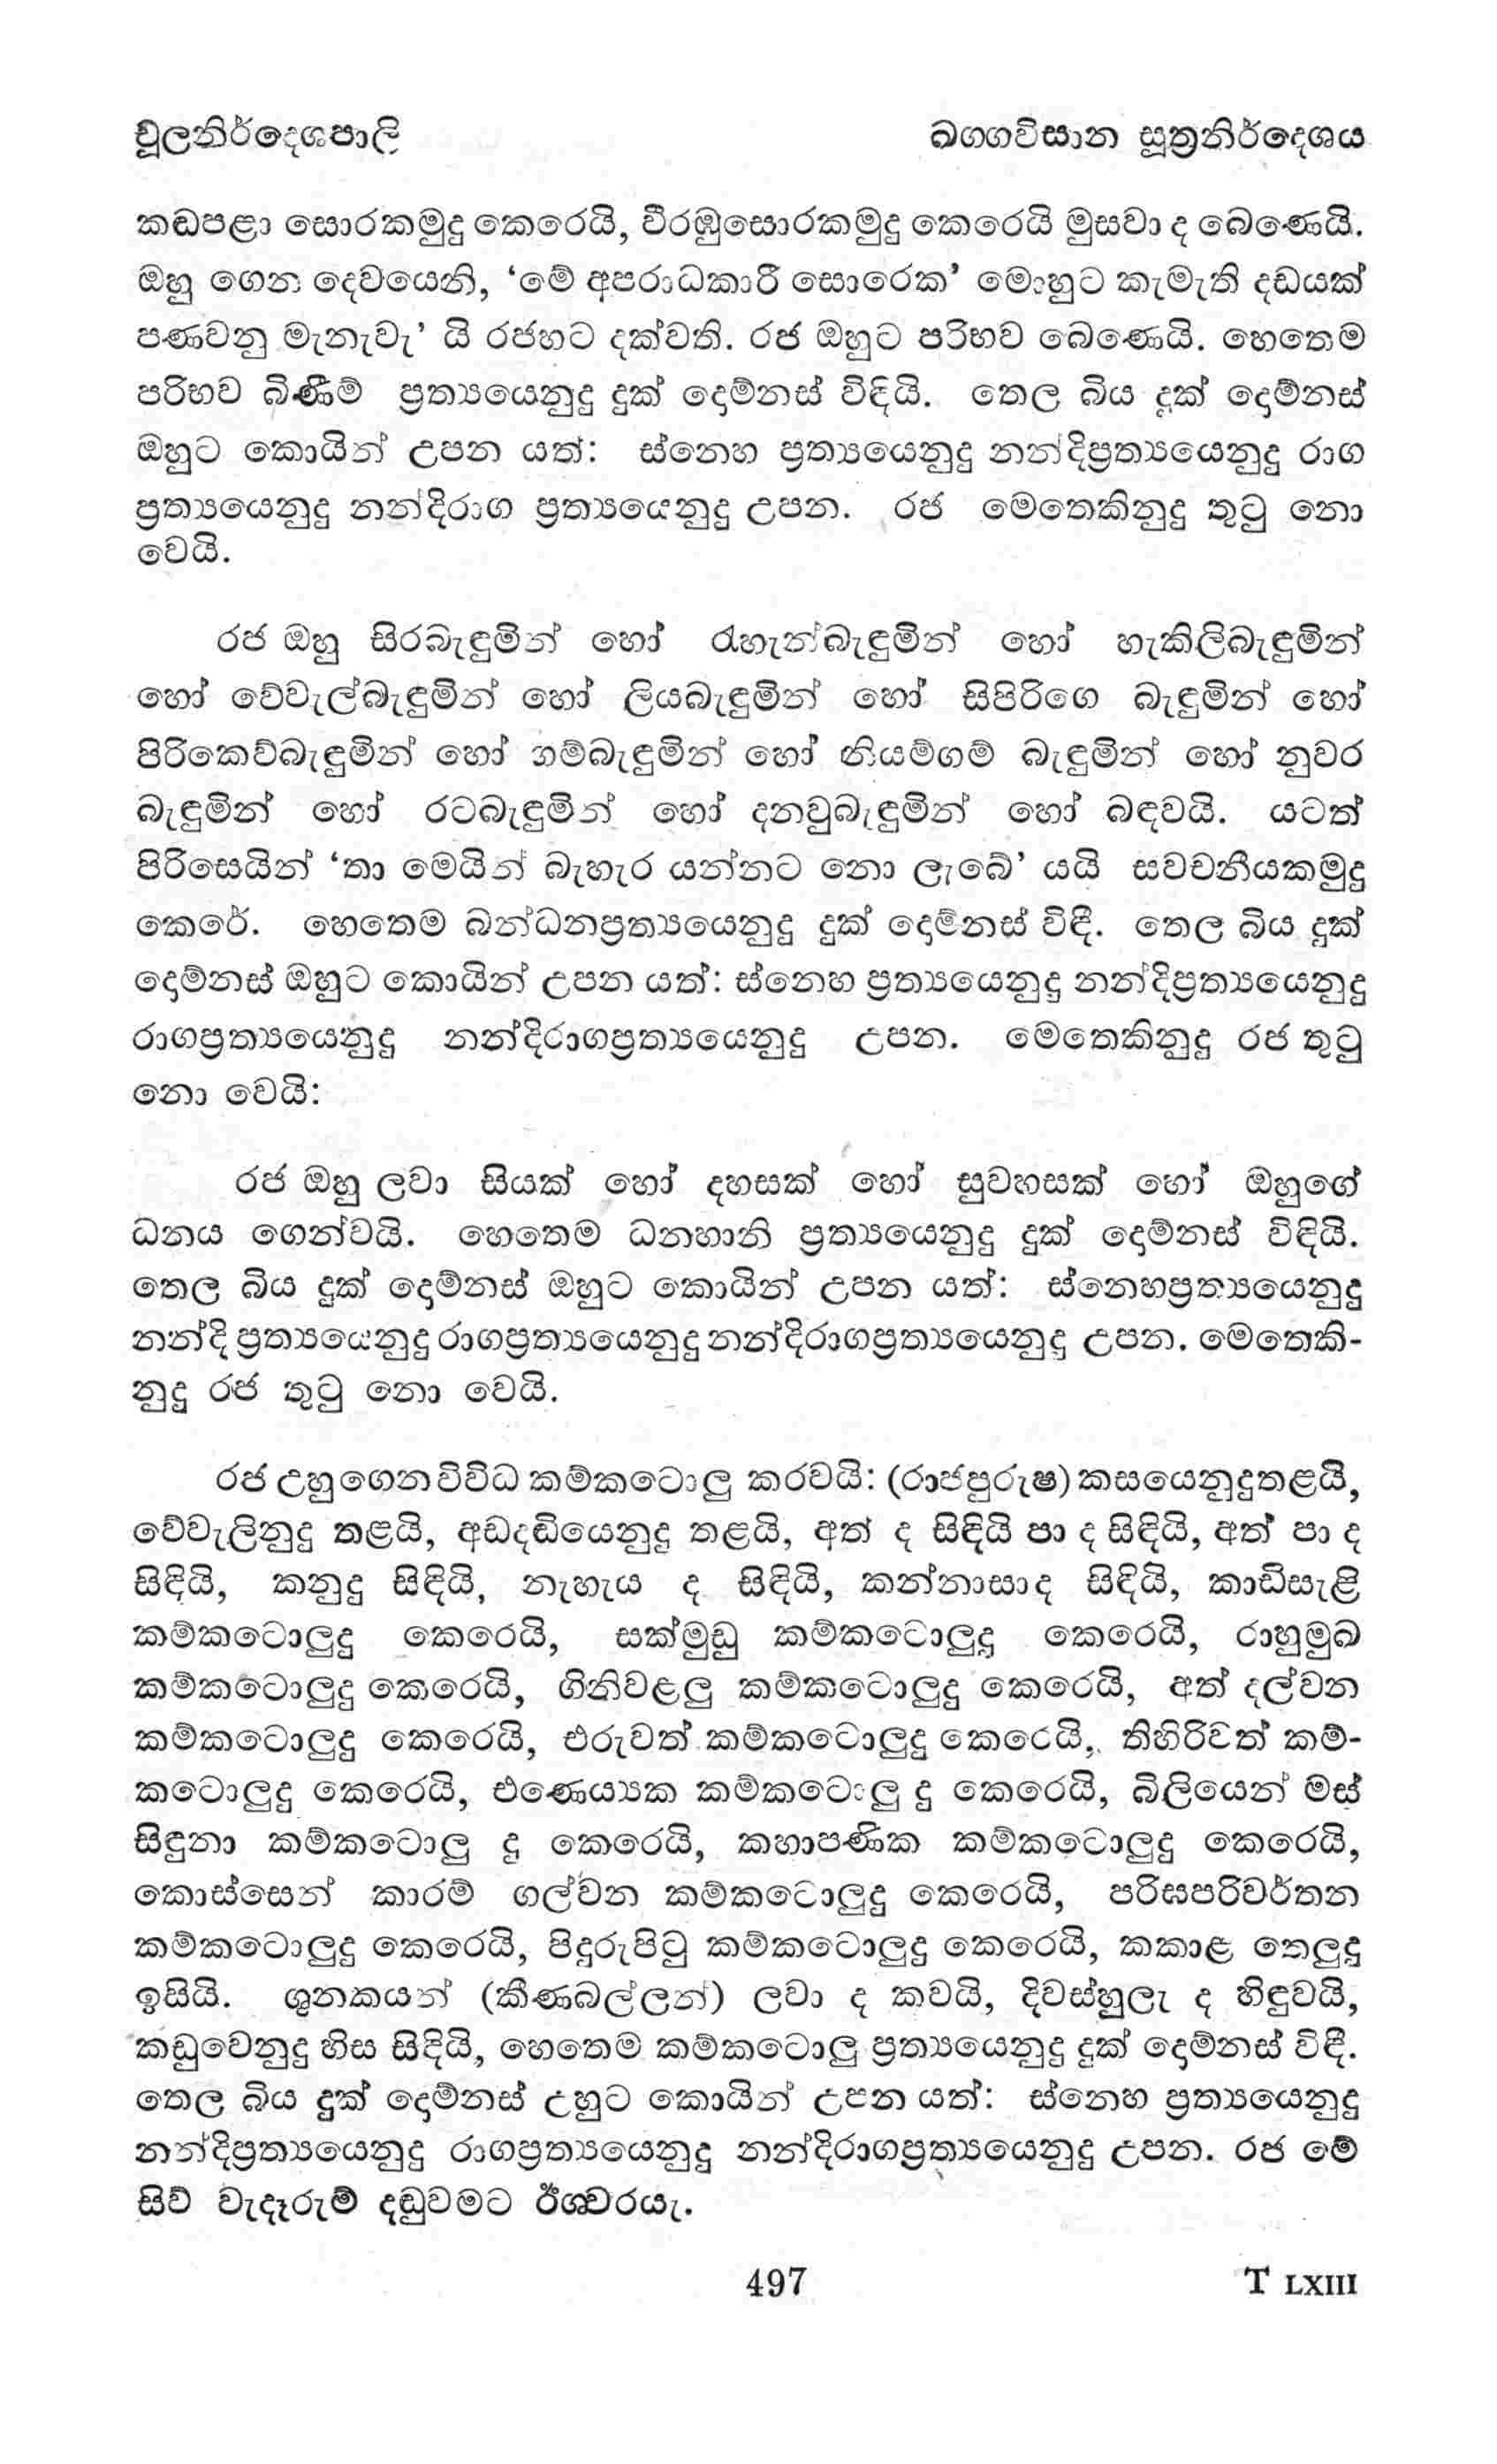 චූලනිර්දෙශපාලි
ඛගගවිසාන සූත්‍රනිර්දෙශය
කඩපළා සොරකමුදු කෙරෙයි, වීරඹුසොරකමුදු කෙරෙයි මුසවා ද බෙණෙයි.
ඔහු ගෙන දෙවයෙනි, ‘මේ අපරාධකාරී සොරෙක’ මොහුට කැමැති දඩයක්
පණවනු මැනැවැ’ යි රජහට දක්වති. රජ ඔහුට පරිභව බෙණෙයි. හෙතෙම
පරිභව බිණීම් ප්‍රත්‍යයෙනුදු දුක් දොම්නස් විඳියි. තෙල බිය දුක් දොම්නස්
ඔහුට කොයින් උපන යත්: ස්නෙහ ප්‍රත්‍යයෙනුදු නන්දිප්‍රත්‍යයෙනුදු රාග
ප්‍රත්‍යයෙනුදු නන්දිරාග ප්‍රත්‍යයෙනුදු උපන. රජ මෙතෙකිනුදු තුටු නො
වෙයි.
රජ ඔහු සිරබැඳුමින් හෝ රැහැන්බැඳුමින් හෝ හැකිලිබැඳුමින්
හෝ වේවැල්බැඳුමින් හෝ ලියබැඳුමින් හෝ සිපිරිගෙ බැඳුමින් හෝ
පිරිකෙව්බැඳුමින් හෝ ගම්බැඳුමින් හෝ නියම්ගම් බැඳුමින් හෝ නුවර
බැඳුමින් හෝ රටබැඳුමින් හෝ දනවුබැඳුමින් හෝ බඳවයි. යටත්
පිරිසෙයින් ‘තා මෙයින් බැහැර යන්නට නො ලැබේ’ යයි සවචනීයකමුදු
කෙරේ. හෙතෙම බන්ධනප්‍රත්‍යයෙනුදු දුක් දොම්නස් විඳී. තෙල බිය දුක්
දොම්නස් ඔහුට කොයින් උපන යත්: ස්නෙහ ප්‍රත්‍යයෙනුදු නන්දිප්‍රත්‍යයෙනුදු
රාගප්‍රත්‍යයෙනුදු නන්දිරාගප්‍රත්‍යයෙනුදු උපන. මෙතෙකිනුදු රජ තුටු
නො වෙයි:
රජ ඔහු ලවා සියක් හෝ දහසක් හෝ සුවහසක් හෝ ඔහුගේ
ධනය ගෙන්වයි. හෙතෙම ධනහානි ප්‍රත්‍යයෙනුදු දුක් දොම්නස් විඳියි.
තෙල බිය දුක් දොම්නස් ඔහුට කොයින් උපන යත්: ස්නෙහප්‍රත්‍යයෙනුදු
නන්දි ප්‍රත්‍යයෙනුදු රාගප්‍රත්‍යයෙනුදු නන්දිරාගප්‍රත්‍යයෙනුදු උපන. මෙතෙකි-
නුදු රජ තුටු නො වෙයි.
රජ උහු ගෙන විවිධ කම්කටොලු කරවයි: (රාජපුරුෂ) කසයෙනුදුතළයි,
වේවැලිනුදු තළයි, අඩදඬියෙනුදු තළයි, අත් ද සිඳියි පා ද සිඳියි, අත් පා ද
සිඳියි, කනුදු සිඳියි, නැහැය ද සිඳියි, කන්නාසාද සිඳියි, කාඩිසැළි
කම්කටොලුදු කෙරෙයි, සක්මුඩු කම්කටොලුදු කෙරෙයි, රාහුමුඛ
කම්කටොලුදු කෙරෙයි, ගිනිවළලු කම්කටොලුදු කෙරෙයි, අත් දල්වන
කම්කටොලුදු කෙරෙයි, එරුවත් කම්කටොලුදු කෙරෙයි, තිහිරිවත් කම්-
කටොලුදු කෙරෙයි, එණෙය්‍යක කම්කටොලු දු කෙරෙයි, බිලියෙන් මස්
සිඳුනා කම්කටොලු දු කෙරෙයි, කහාපණික කම්කටොලුදු කෙරෙයි,
කොස්සෙන් කාරම් ගල්වන කම්කටොලුදු කෙරෙයි, පරිඝපරිවර්තන
කම්කටොලුදු කෙරෙයි, පිදුරුපිටු කම්කටොලුදු කෙරෙයි, කකාළ තෙලුදු
ඉසියි. ශුනකයන් (කිණබල්ලන්) ලවා ද කවයි, දිවස්හුලැ ද හිඳුවයි,
කඩුවෙනුදු හිස සිදියි, හෙතෙම කම්කටොලු ප්‍රත්‍යයෙනුදු දුක් දොම්නස් විඳී.
තෙල බිය දුක් දොම්නස් උහුට කොයින් උපන යත්: ස්නෙහ ප්‍රත්‍යයෙනුදු
නන්දිප්‍රත්‍යයෙනුදු රාගප්‍රත්‍යයෙනුදු නන්දිරාගප්‍රත්‍යයෙනුදු උපන. රජ මේ
සිව් වැදෑරුම් දඬුවමට ඊශ්වරයැ.
497
T LXIII